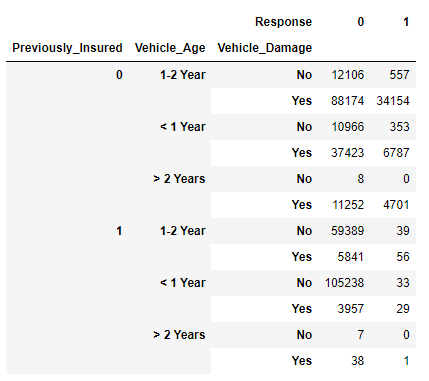 Response 0 1
Previously_Insured Vehicle_Age Vehicle_Damage
0 1-2 Year No 12106 557
Yes 88174 34154
< 1 Year No 10966 353
Yes 37423 6787
> 2 Years No 8 0
Yes 11252 4701
1 1-2 Year No 59389 39
Yes 5841 56
< 1 Year No 105238 33
Yes 3957 29
> 2 Years No 7 0
Yes 38 1